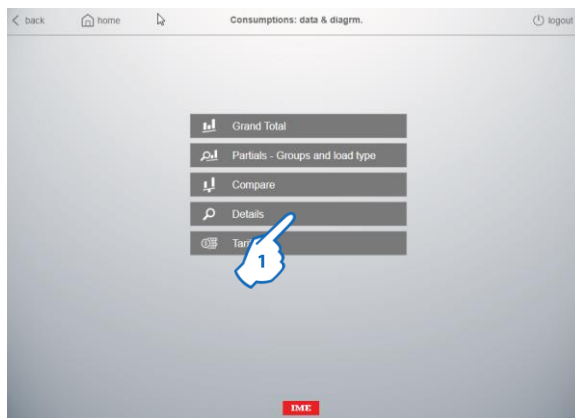 back
home
Consumptions: data & diagrm.
logout
Grand Total
Partials - Groups and load type
Compare
Details
1
IME